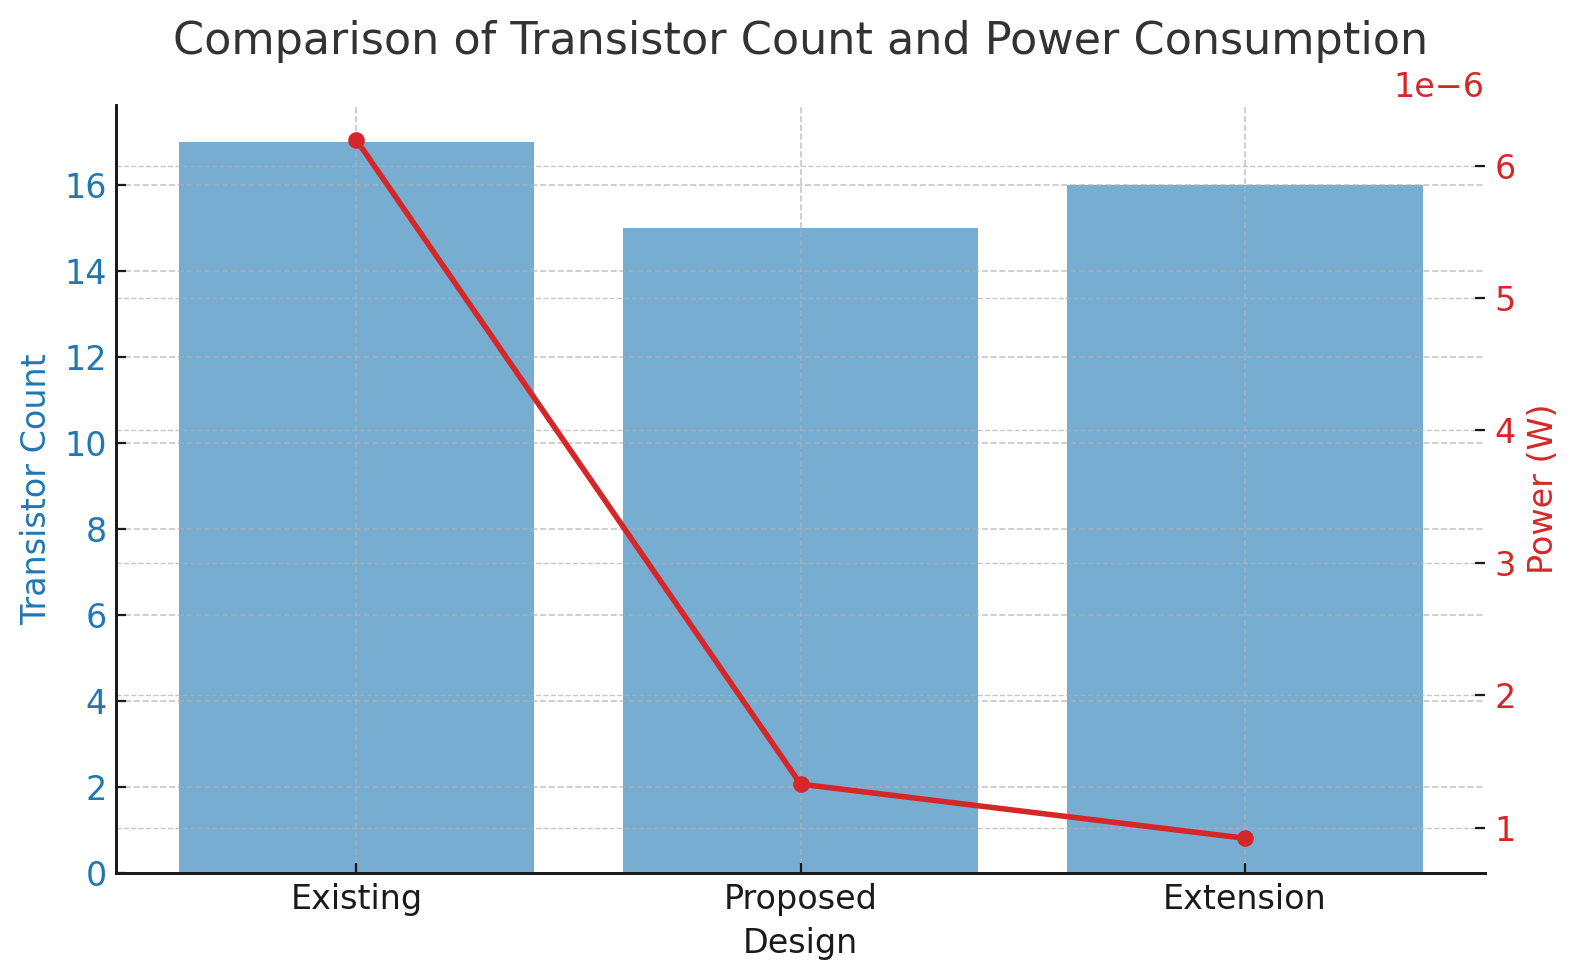 Comparison of Transistor Count and Power Consumption
1e−6
Transistor Count
16
14
12
10
8
6
4
2
0
6
5
4
3
2
1
Power (W)
Existing
Proposed
Extension
Design